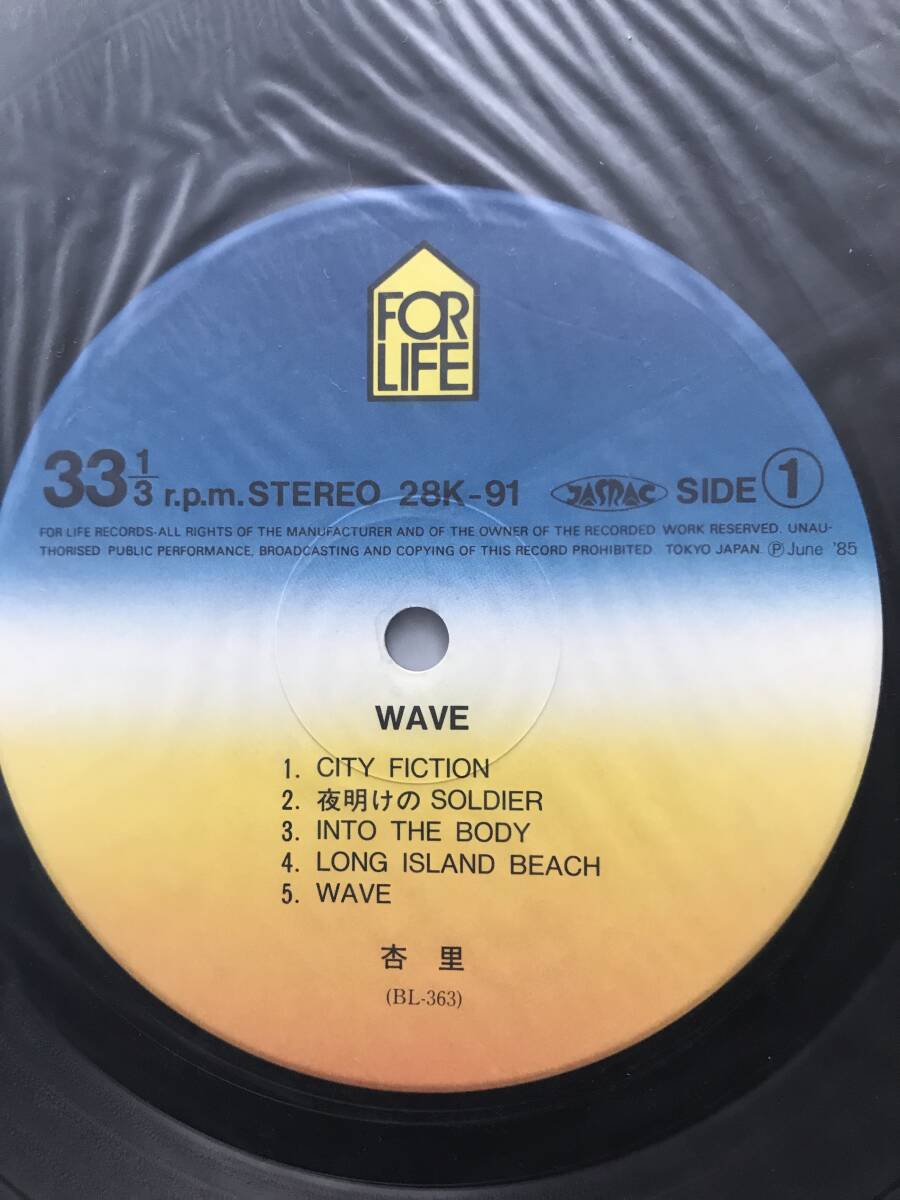 FOR
LIFE
33 1/3 r.p.m. STEREO 28K-91 JASRAC SIDE 1
FOR LIFE RECORDS·ALL RIGHTS OF THE MANUFACTURER AND OF THE OWNER OF THE RECORDED WORK RESERVED. UNAU-
THORISED PUBLIC PERFORMANCE, BROADCASTING AND COPYING OF THIS RECORD PROHIBITED. TOKYO JAPAN ℗ June '85
WAVE
1. CITY FICTION
2. 夜明けの SOLDIER
3. INTO THE BODY
4. LONG ISLAND BEACH
5. WAVE
杏 里
(BL-363)